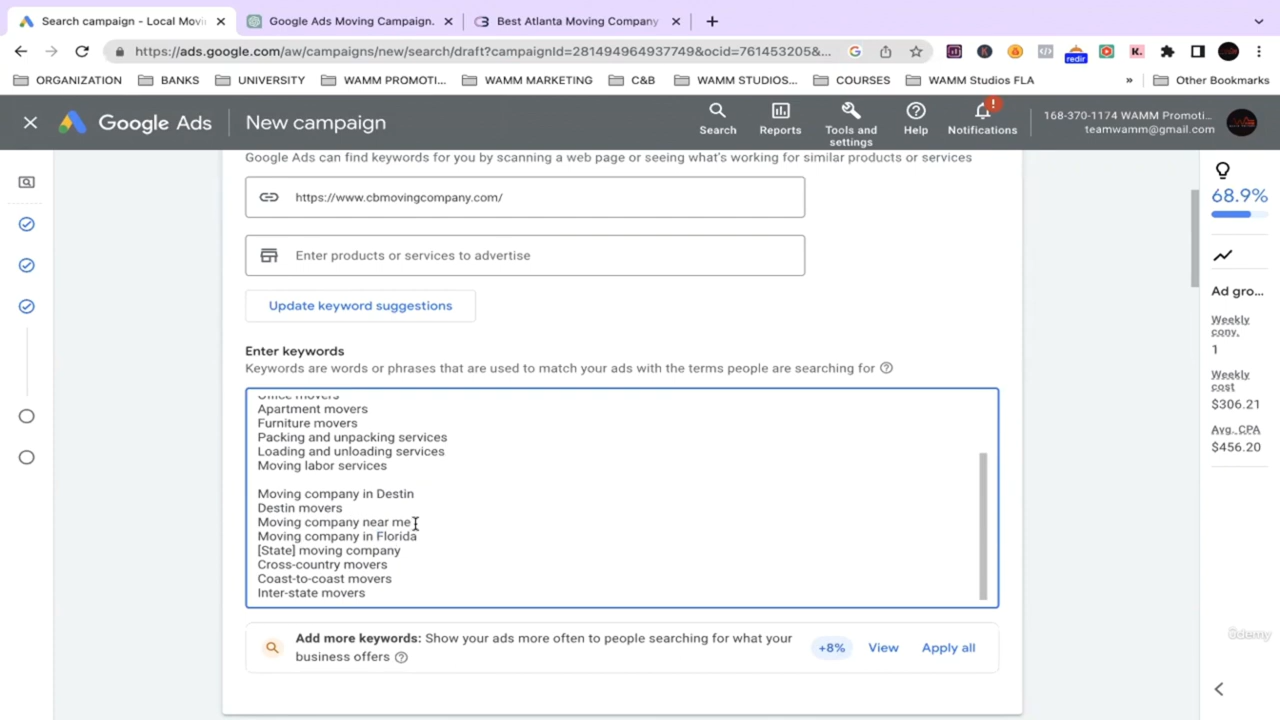 Search campaign - Local Movi
Google Ads Moving Campaign.
Best Atlanta Moving Company
https://ads.google.com/aw/campaigns/new/search/draft?campaignId=281494964937749&ocid=761453205&...
ORGANIZATION
BANKS
UNIVERSITY
WAMM PROMOTI...
WAMM MARKETING
C&B
WAMM STUDIOS...
COURSES
WAMM Studios FLA
»
Other Bookmarks
redir
Google Ads
New campaign
Search
Reports
Tools and
settings
Help
Notifications
168-370-1174 WAMM Promoti...
teamwamm@gmail.com
Google Ads can find keywords for you by scanning a web page or seeing what's working for similar products or services
https://www.cbmovingcompany.com/
Enter products or services to advertise
Update keyword suggestions
Enter keywords
Keywords are words or phrases that are used to match your ads with the terms people are searching for
Office movers
Apartment movers
Furniture movers
Packing and unpacking services
Loading and unloading services
Moving labor services
Moving company in Destin
Destin movers
Moving company near me
Moving company in Florida
[State] moving company
Cross-country movers
Coast-to-coast movers
Inter-state movers
Add more keywords: Show your ads more often to people searching for what your
business offers
+8%
View
Apply all
68.9%
Ad gro...
Weekly
conv.
1
Weekly
cost
$306.21
Avg. CPA
$456.20
ûdemy